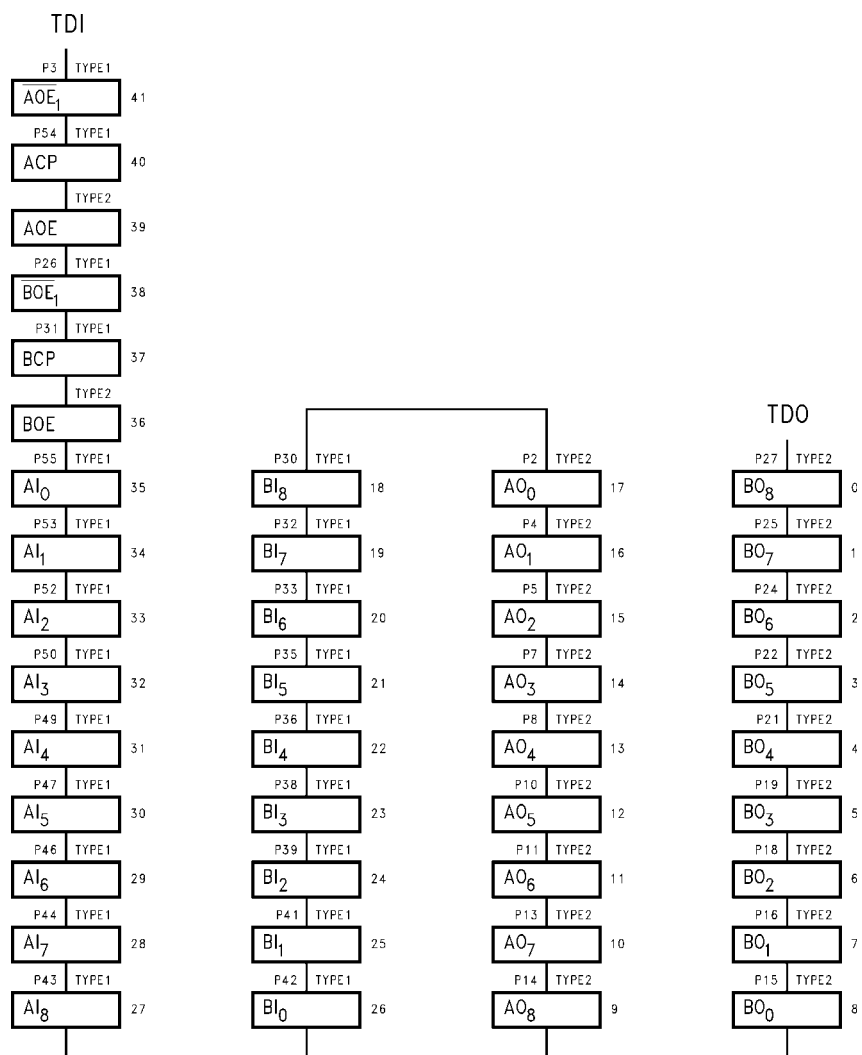 TDI
P3 TYPE1
AOE₁ 41
P54 TYPE1
ACP 40
TYPE2
AOE 39
P26 TYPE1
BOE₁ 38
P31 TYPE1
BCP 37
TYPE2
BOE 36
P55 TYPE1
AI₀ 35
P53 TYPE1
AI₁ 34
P52 TYPE1
AI₂ 33
P50 TYPE1
AI₃ 32
P49 TYPE1
AI₄ 31
P47 TYPE1
AI₅ 30
P46 TYPE1
AI₆ 29
P44 TYPE1
AI₇ 28
P43 TYPE1
AI₈ 27
P30 TYPE1
BI₈ 18
P32 TYPE1
BI₇ 19
P33 TYPE1
BI₆ 20
P35 TYPE1
BI₅ 21
P36 TYPE1
BI₄ 22
P38 TYPE1
BI₃ 23
P39 TYPE1
BI₂ 24
P41 TYPE1
BI₁ 25
P42 TYPE1
BI₀ 26
P2 TYPE2
AO₀ 17
P4 TYPE2
AO₁ 16
P5 TYPE2
AO₂ 15
P7 TYPE2
AO₃ 14
P8 TYPE2
AO₄ 13
P10 TYPE2
AO₅ 12
P11 TYPE2
AO₆ 11
P13 TYPE2
AO₇ 10
P14 TYPE2
AO₈ 9
TDO
P27 TYPE2
BO₈ 0
P25 TYPE2
BO₇ 1
P24 TYPE2
BO₆ 2
P22 TYPE2
BO₅ 3
P21 TYPE2
BO₄ 4
P19 TYPE2
BO₃ 5
P18 TYPE2
BO₂ 6
P16 TYPE2
BO₁ 7
P15 TYPE2
BO₀ 8